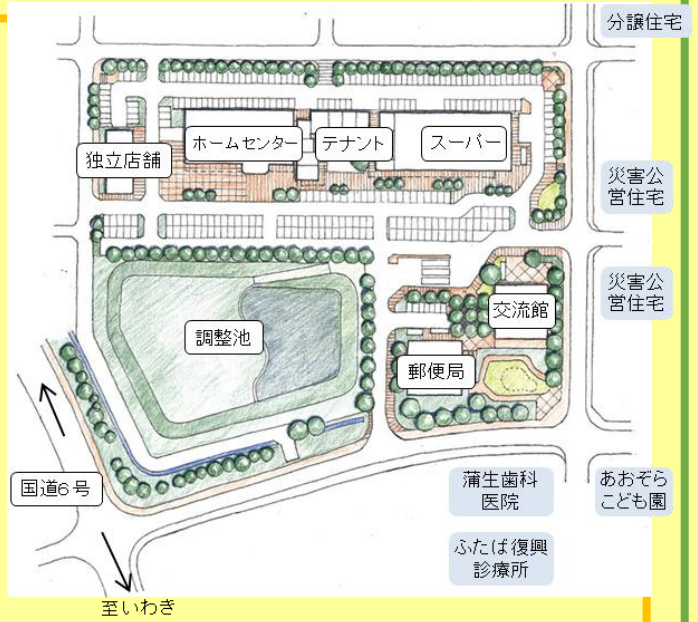 分譲住宅
ホームセンター
テナント
スーパー
独立店舗
災害公
営住宅
災害公
営住宅
交流館
調整池
郵便局
国道6号
蒲生歯科
医院
あおぞら
こども園
ふたば復興
診療所
至いわき